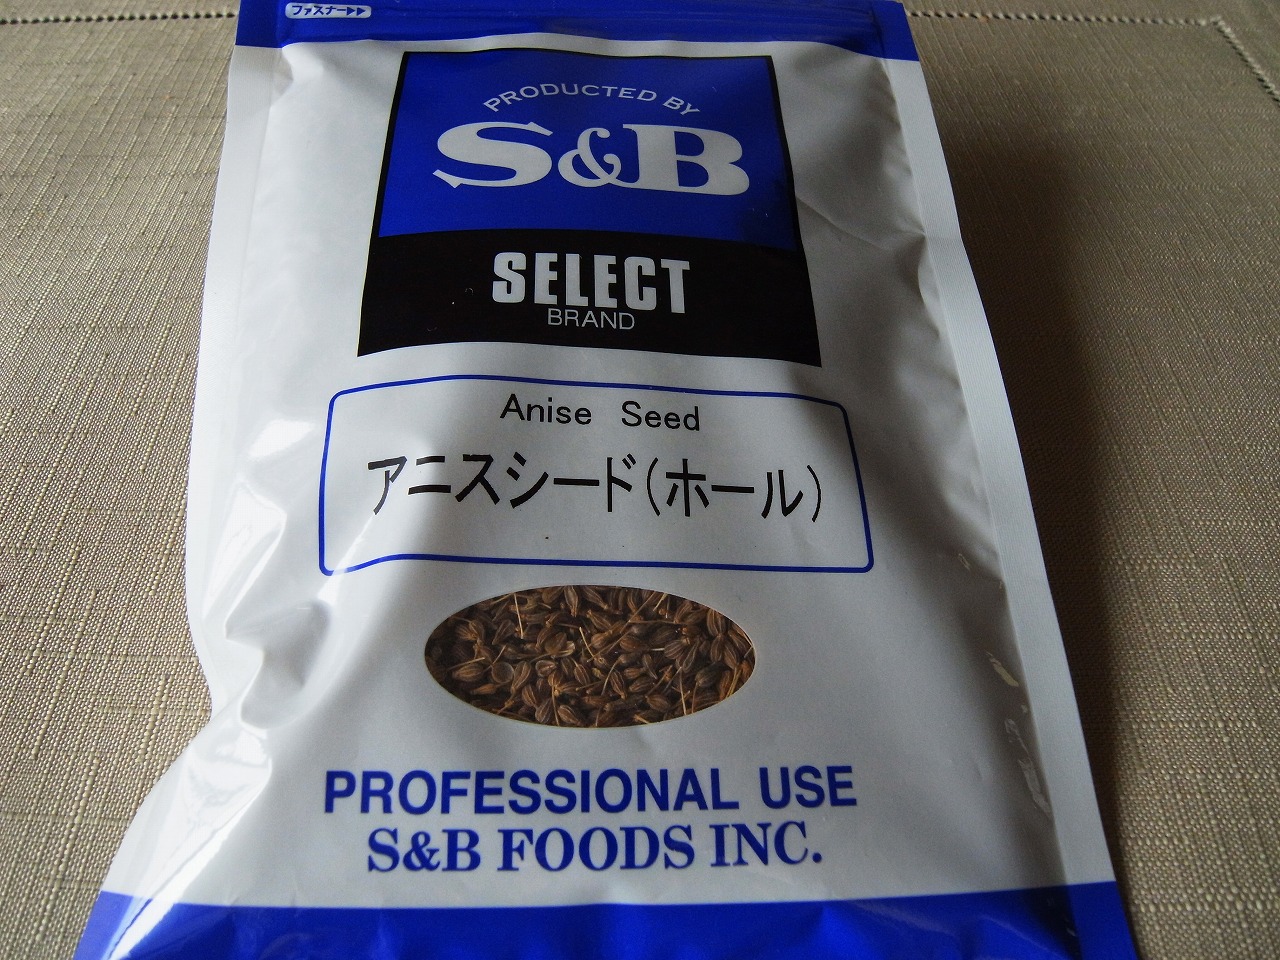 ファスナー▶▶
PRODUCTED BY
S&B
SELECT
BRAND
Anise Seed
アニスシード(ホール)
PROFESSIONAL USE
S&B FOODS INC.